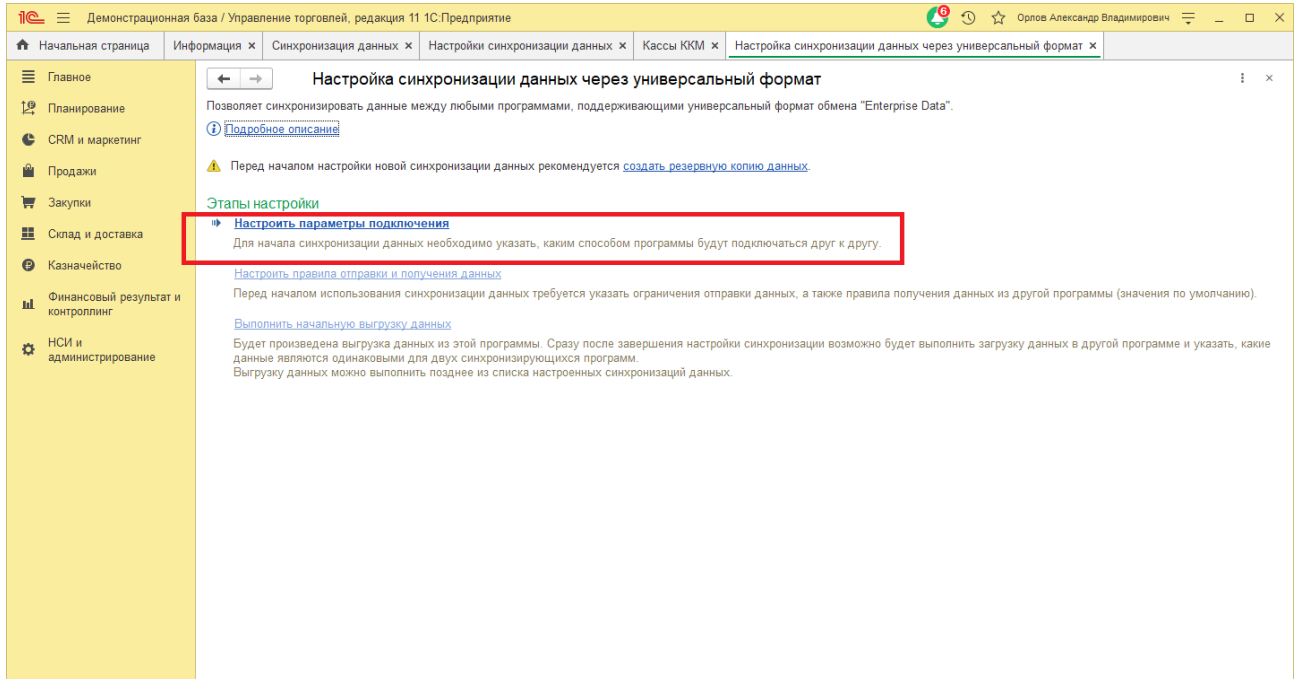 1С Демонстрационная база / Управление торговлей, редакция 11 1С:Предприятие 6 Орлов Александр Владимирович
Начальная страница Информация × Синхронизация данных × Настройки синхронизации данных × Кассы ККМ × Настройка синхронизации данных через универсальный формат ×
Главное
Планирование
CRM и маркетинг
Продажи
Закупки
Склад и доставка
Казначейство
Финансовый результат и
контроллинг
НСИ и
администрирование
Настройка синхронизации данных через универсальный формат
Позволяет синхронизировать данные между любыми программами, поддерживающими универсальный формат обмена "Enterprise Data".
Подробное описание
Перед началом настройки новой синхронизации данных рекомендуется создать резервную копию данных.
Этапы настройки
Настроить параметры подключения
Для начала синхронизации данных необходимо указать, каким способом программы будут подключаться друг к другу.
Настроить правила отправки и получения данных
Перед началом использования синхронизации данных требуется указать ограничения отправки данных, а также правила получения данных из другой программы (значения по умолчанию).
Выполнить начальную выгрузку данных
Будет произведена выгрузка данных из этой программы. Сразу после завершения настройки синхронизации возможно будет выполнить загрузку данных в другой программе и указать, какие
данные являются одинаковыми для двух синхронизирующихся программ.
Выгрузку данных можно выполнить позднее из списка настроенных синхронизаций данных.